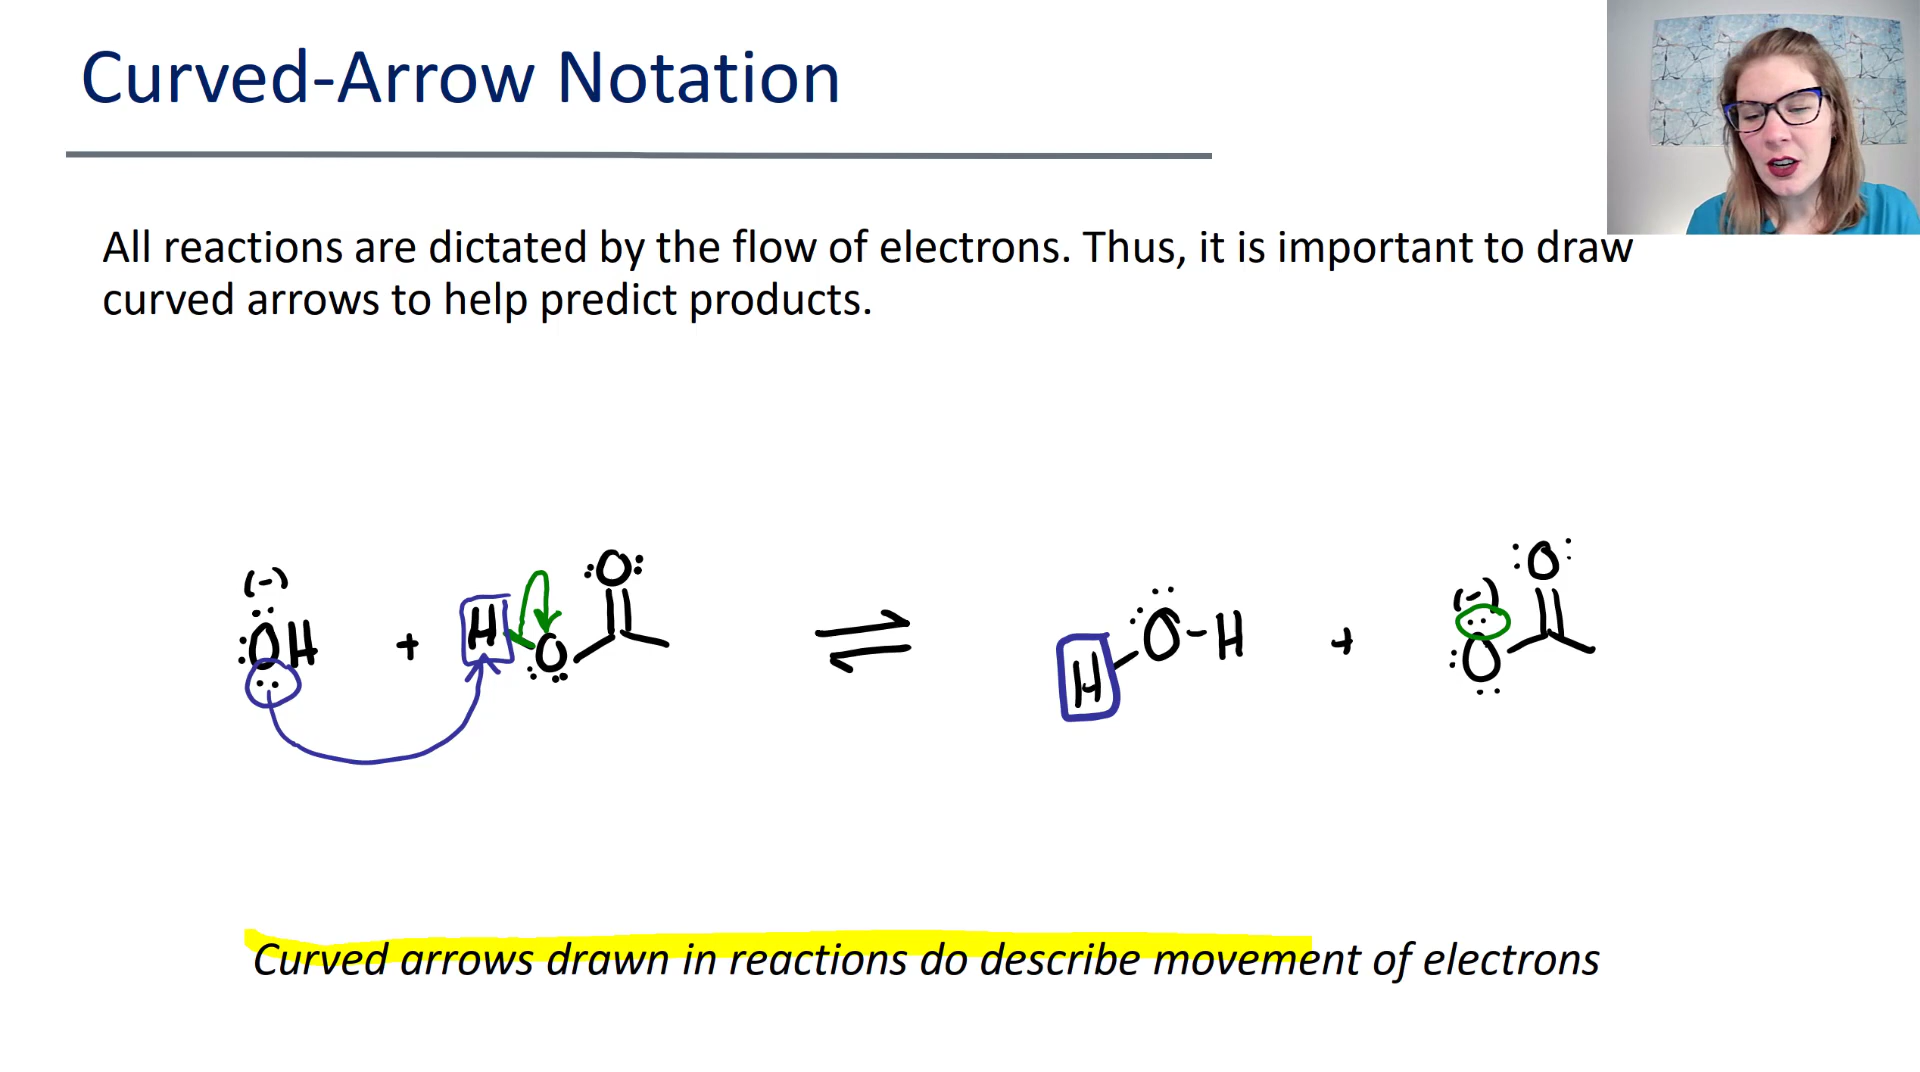 Curved-Arrow Notation
All reactions are dictated by the flow of electrons. Thus, it is important to draw
curved arrows to help predict products.
(-) :O: (-) :O:
:OH + H O ⇌ H O-H + :O
Curved arrows drawn in reactions do describe movement of electrons